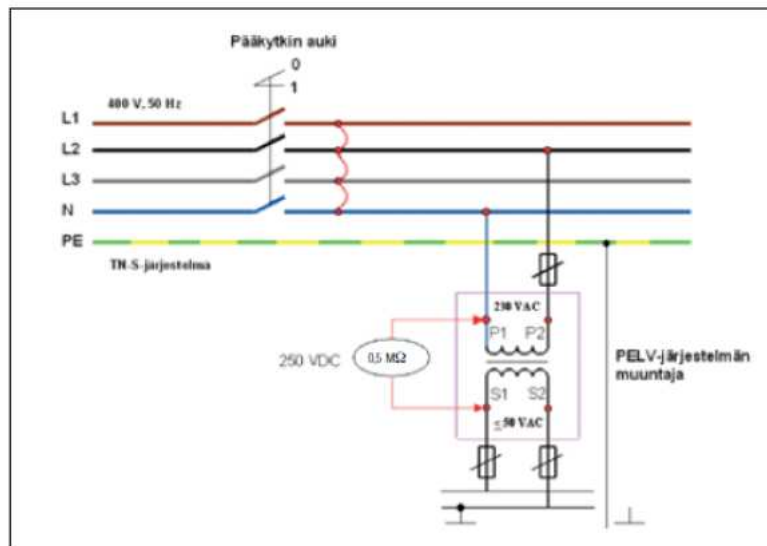 Pääkytkin auki
0
1
400 V, 50 Hz
L1
L2
L3
N
PE
TN-S-järjestelmä
230 VAC
P1 P2
250 VDC
0,5 MΩ
PELV-järjestelmän
muuntaja
S1 S2
≤ 50 VAC